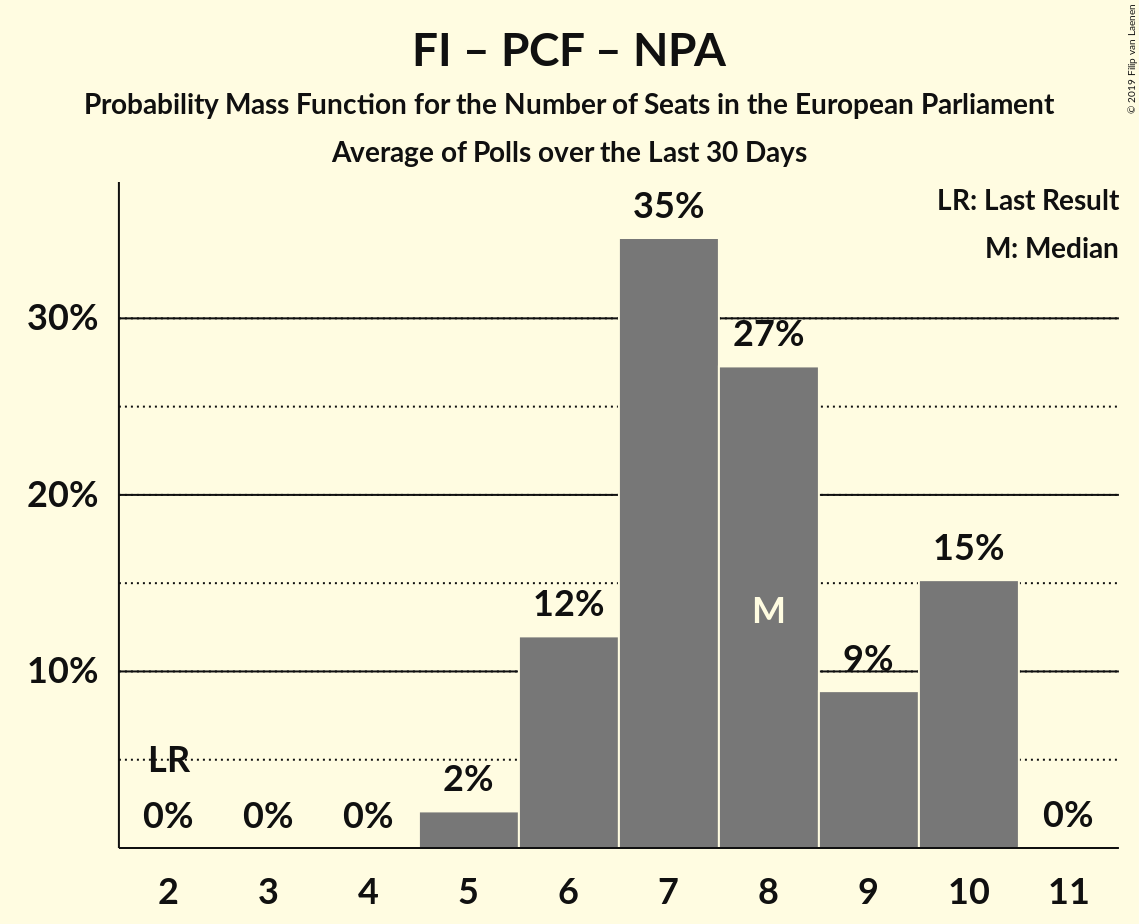 FI – PCF – NPA
Probability Mass Function for the Number of Seats in the European Parliament
Average of Polls over the Last 30 Days
© 2019 Filip van Laenen
LR: Last Result
M: Median
30%
20%
10%
LR
0%
0%
0%
2%
12%
35%
27%
M
9%
15%
0%
2 3 4 5 6 7 8 9 10 11